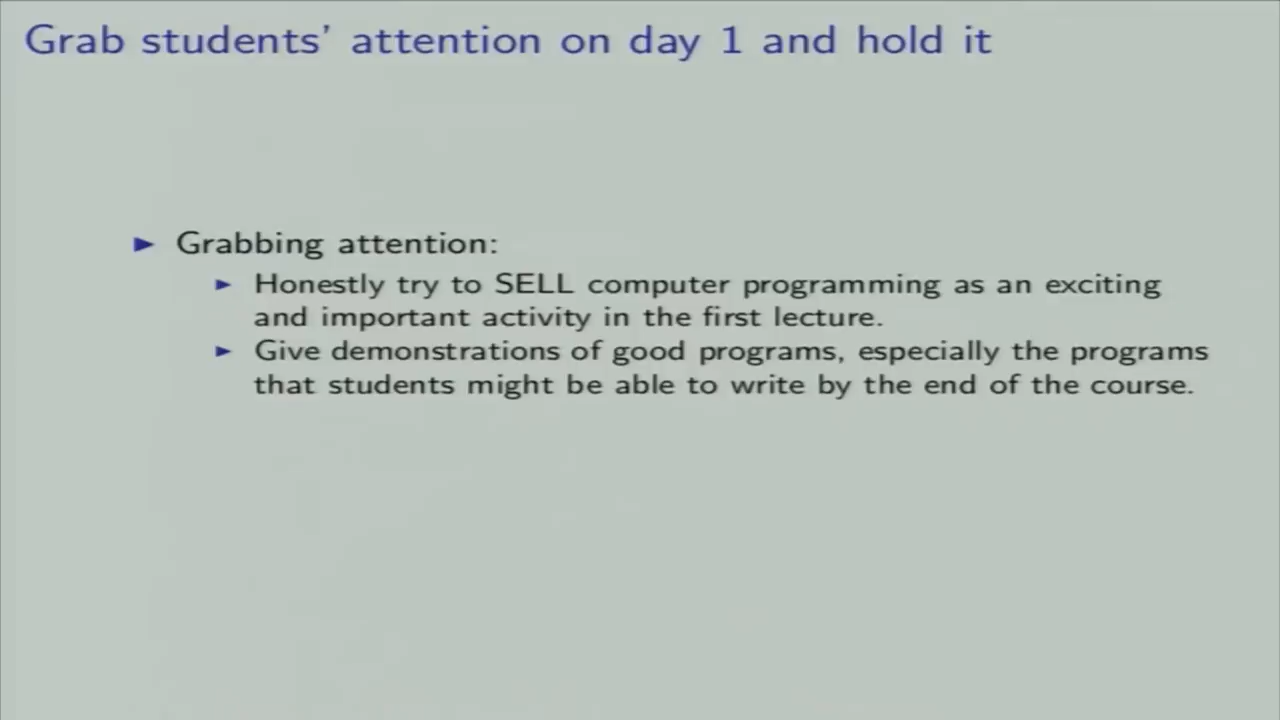 Grab students' attention on day 1 and hold it
► Grabbing attention:
► Honestly try to SELL computer programming as an exciting
and important activity in the first lecture.
► Give demonstrations of good programs, especially the programs
that students might be able to write by the end of the course.